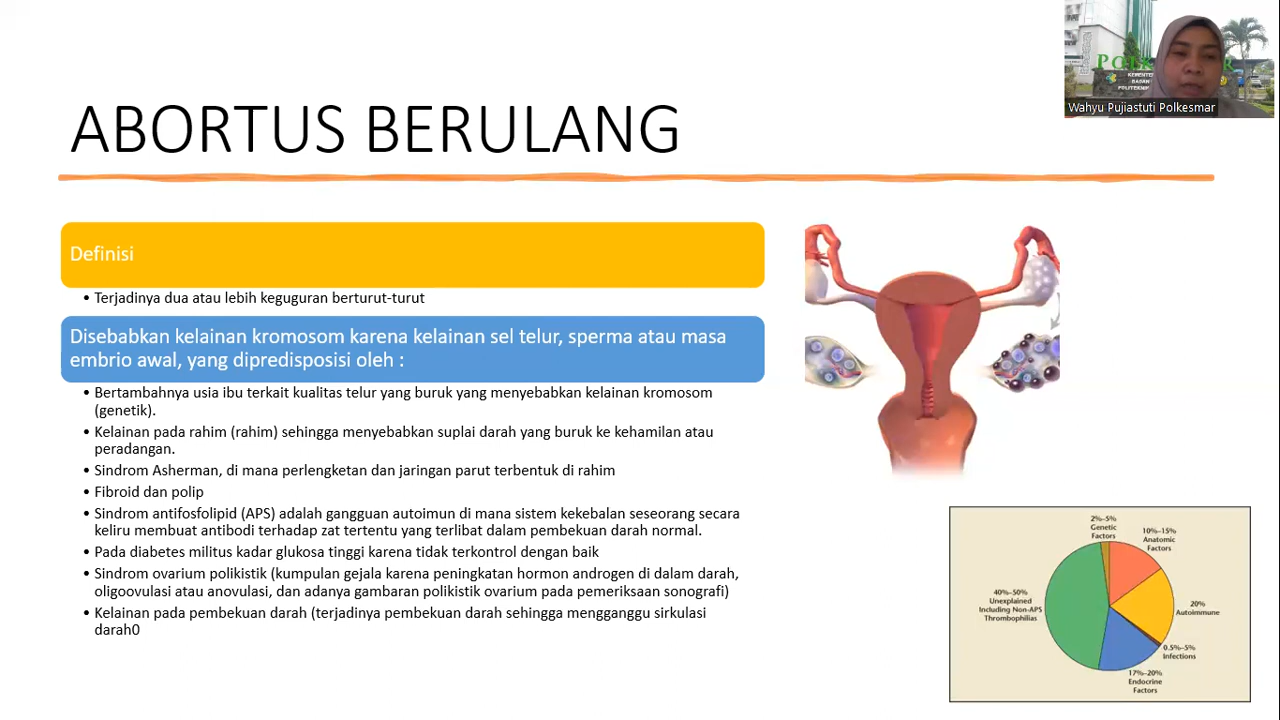 ABORTUS BERULANG
Wahyu Pujiastuti Polkesmar
Definisi
• Terjadinya dua atau lebih keguguran berturut-turut
Disebabkan kelainan kromosom karena kelainan sel telur, sperma atau masa
embrio awal, yang dipredisposisi oleh :
• Bertambahnya usia ibu terkait kualitas telur yang buruk yang menyebabkan kelainan kromosom
(genetik).
• Kelainan pada rahim (rahim) sehingga menyebabkan suplai darah yang buruk ke kehamilan atau
peradangan.
• Sindrom Asherman, di mana perlengketan dan jaringan parut terbentuk di rahim
• Fibroid dan polip
• Sindrom antifosfolipid (APS) adalah gangguan autoimun di mana sistem kekebalan seseorang secara
keliru membuat antibodi terhadap zat tertentu yang terlibat dalam pembekuan darah normal.
• Pada diabetes militus kadar glukosa tinggi karena tidak terkontrol dengan baik
• Sindrom ovarium polikistik (kumpulan gejala karena peningkatan hormon androgen di dalam darah,
oligoovulasi atau anovulasi, dan adanya gambaran polikistik ovarium pada pemeriksaan sonografi)
• Kelainan pada pembekuan darah (terjadinya pembekuan darah sehingga mengganggu sirkulasi
darah0
2%–5%
Genetic
Factors
10%–15%
Anatomic
Factors
20%
Autoimmune
0.5%–5%
Infections
17%–20%
Endocrine
Factors
40%–50%
Unexplained
Including Non-APS
Thrombophilias